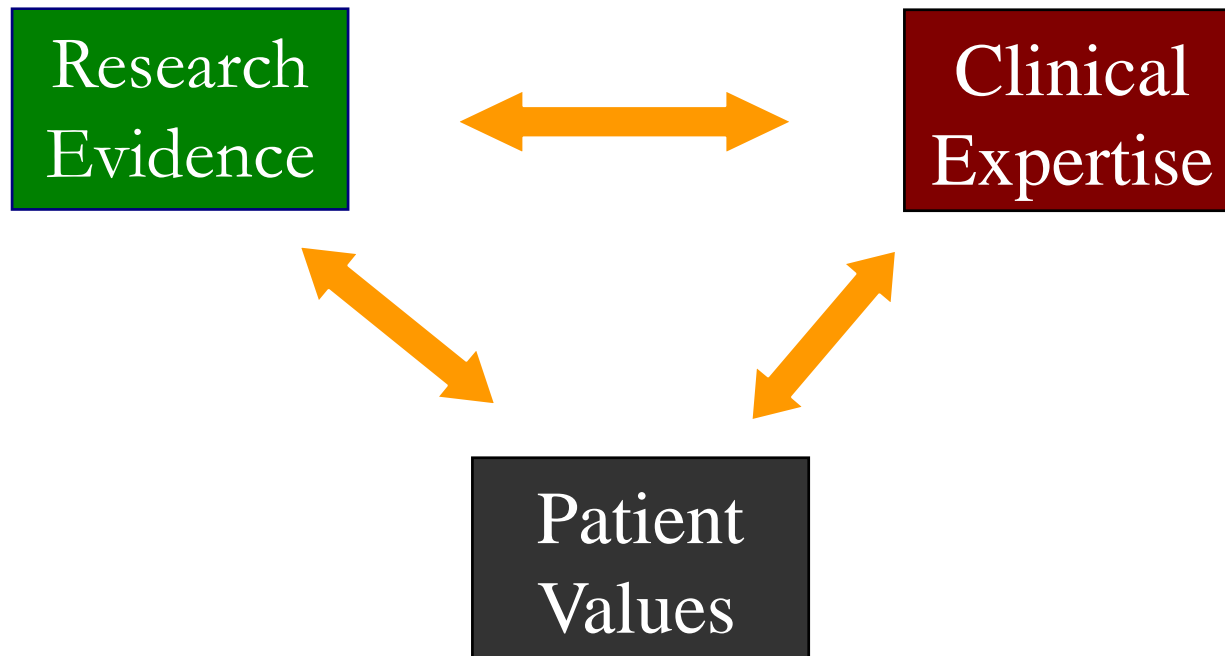 Research
Evidence
Clinical
Expertise
Patient
Values